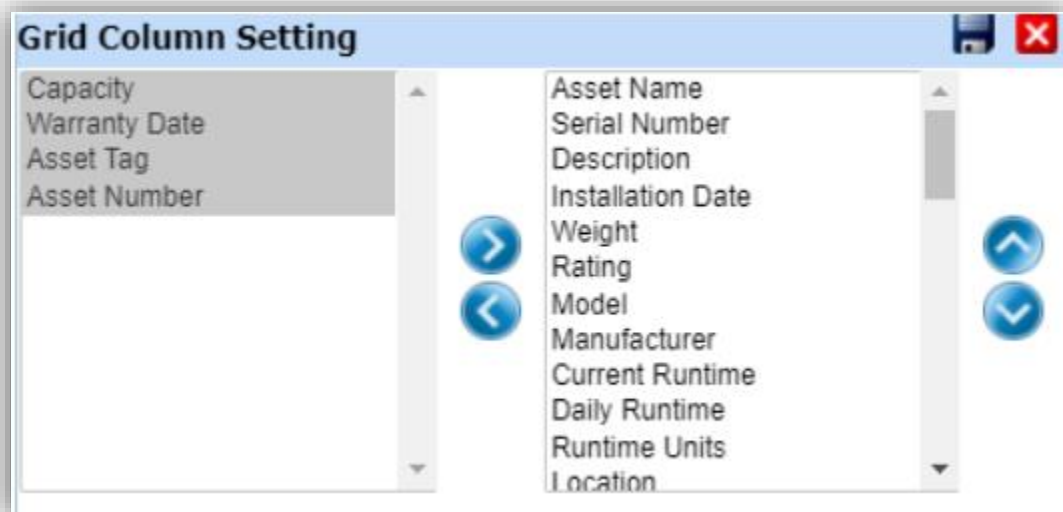 Grid Column Setting
Capacity
Warranty Date
Asset Tag
Asset Number
Asset Name
Serial Number
Description
Installation Date
Weight
Rating
Model
Manufacturer
Current Runtime
Daily Runtime
Runtime Units
Location